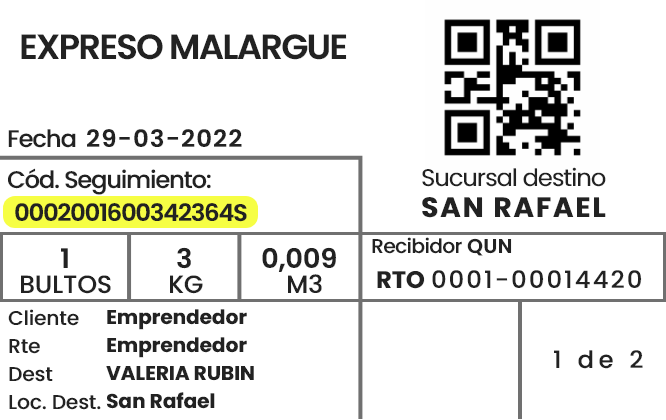 EXPRESO MALARGUE
Fecha 29-03-2022
Cód. Seguimiento:
0002001600342364S
Sucursal destino
SAN RAFAEL
1
BULTOS
3
KG
0,009
M3
Recibidor QUN
RTO 0001-00014420
Cliente Emprendedor
Rte Emprendedor
Dest VALERIA RUBIN
Loc. Dest. San Rafael
1 de 2